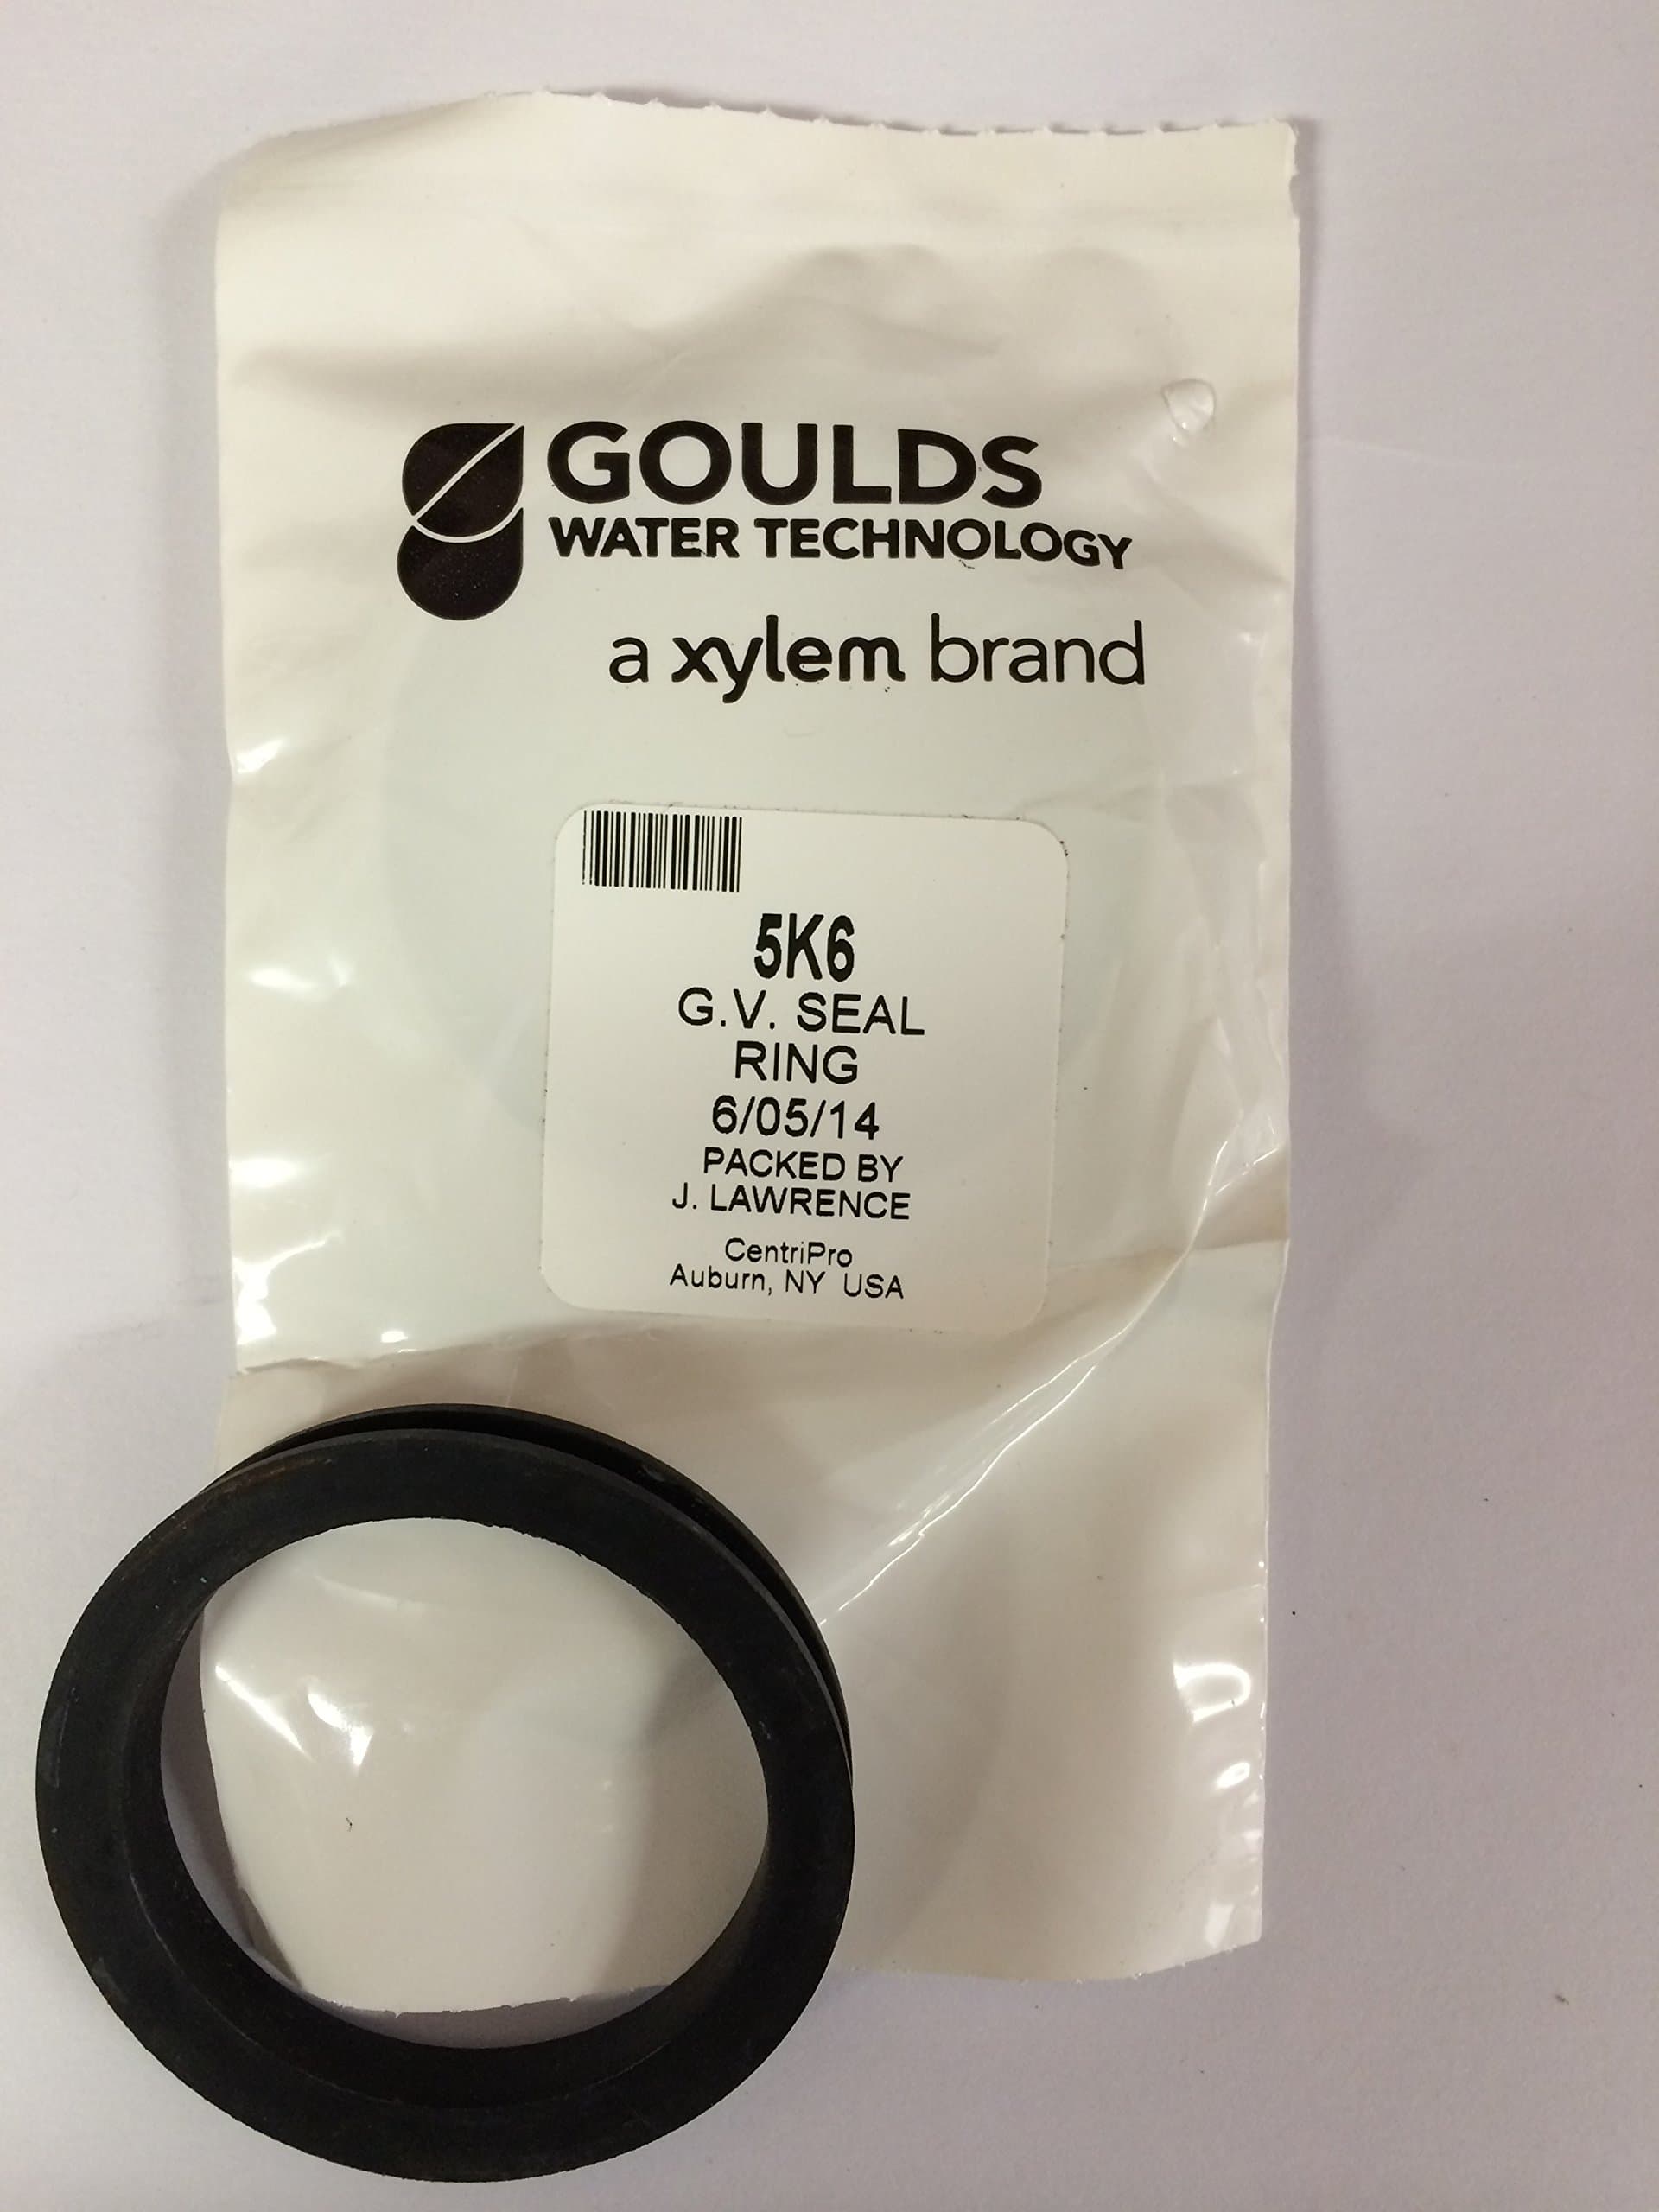 GOULDS
WATER TECHNOLOGY
a xylem brand
5K6
G.V. SEAL
RING
6/05/14
PACKED BY
J. LAWRENCE
CentriPro
Auburn, NY USA